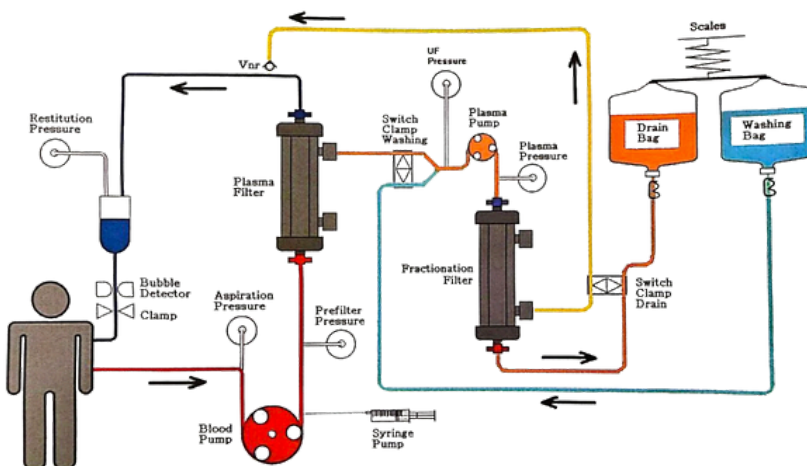 Scales
Vnr
UF
Pressure
Restitution
Pressure
Switch
Clamp
Washing
Plasma
Pump
Drain
Bag
Washing
Bag
Plasma
Pressure
Plasma
Filter
Fractionation
Filter
Bubble
Detector
Clamp
Aspiration
Pressure
Prefilter
Pressure
Switch
Clamp
Drain
Blood
Pump
Syringe
Pump